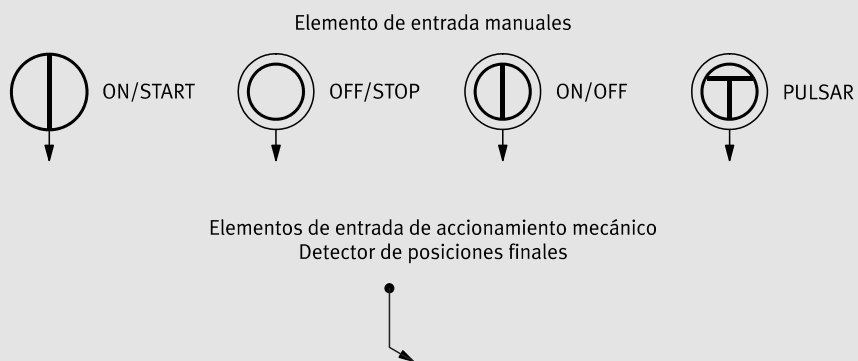 Elemento de entrada manuales
ON/START
OFF/STOP
ON/OFF
PULSAR
Elementos de entrada de accionamiento mecánico
Detector de posiciones finales